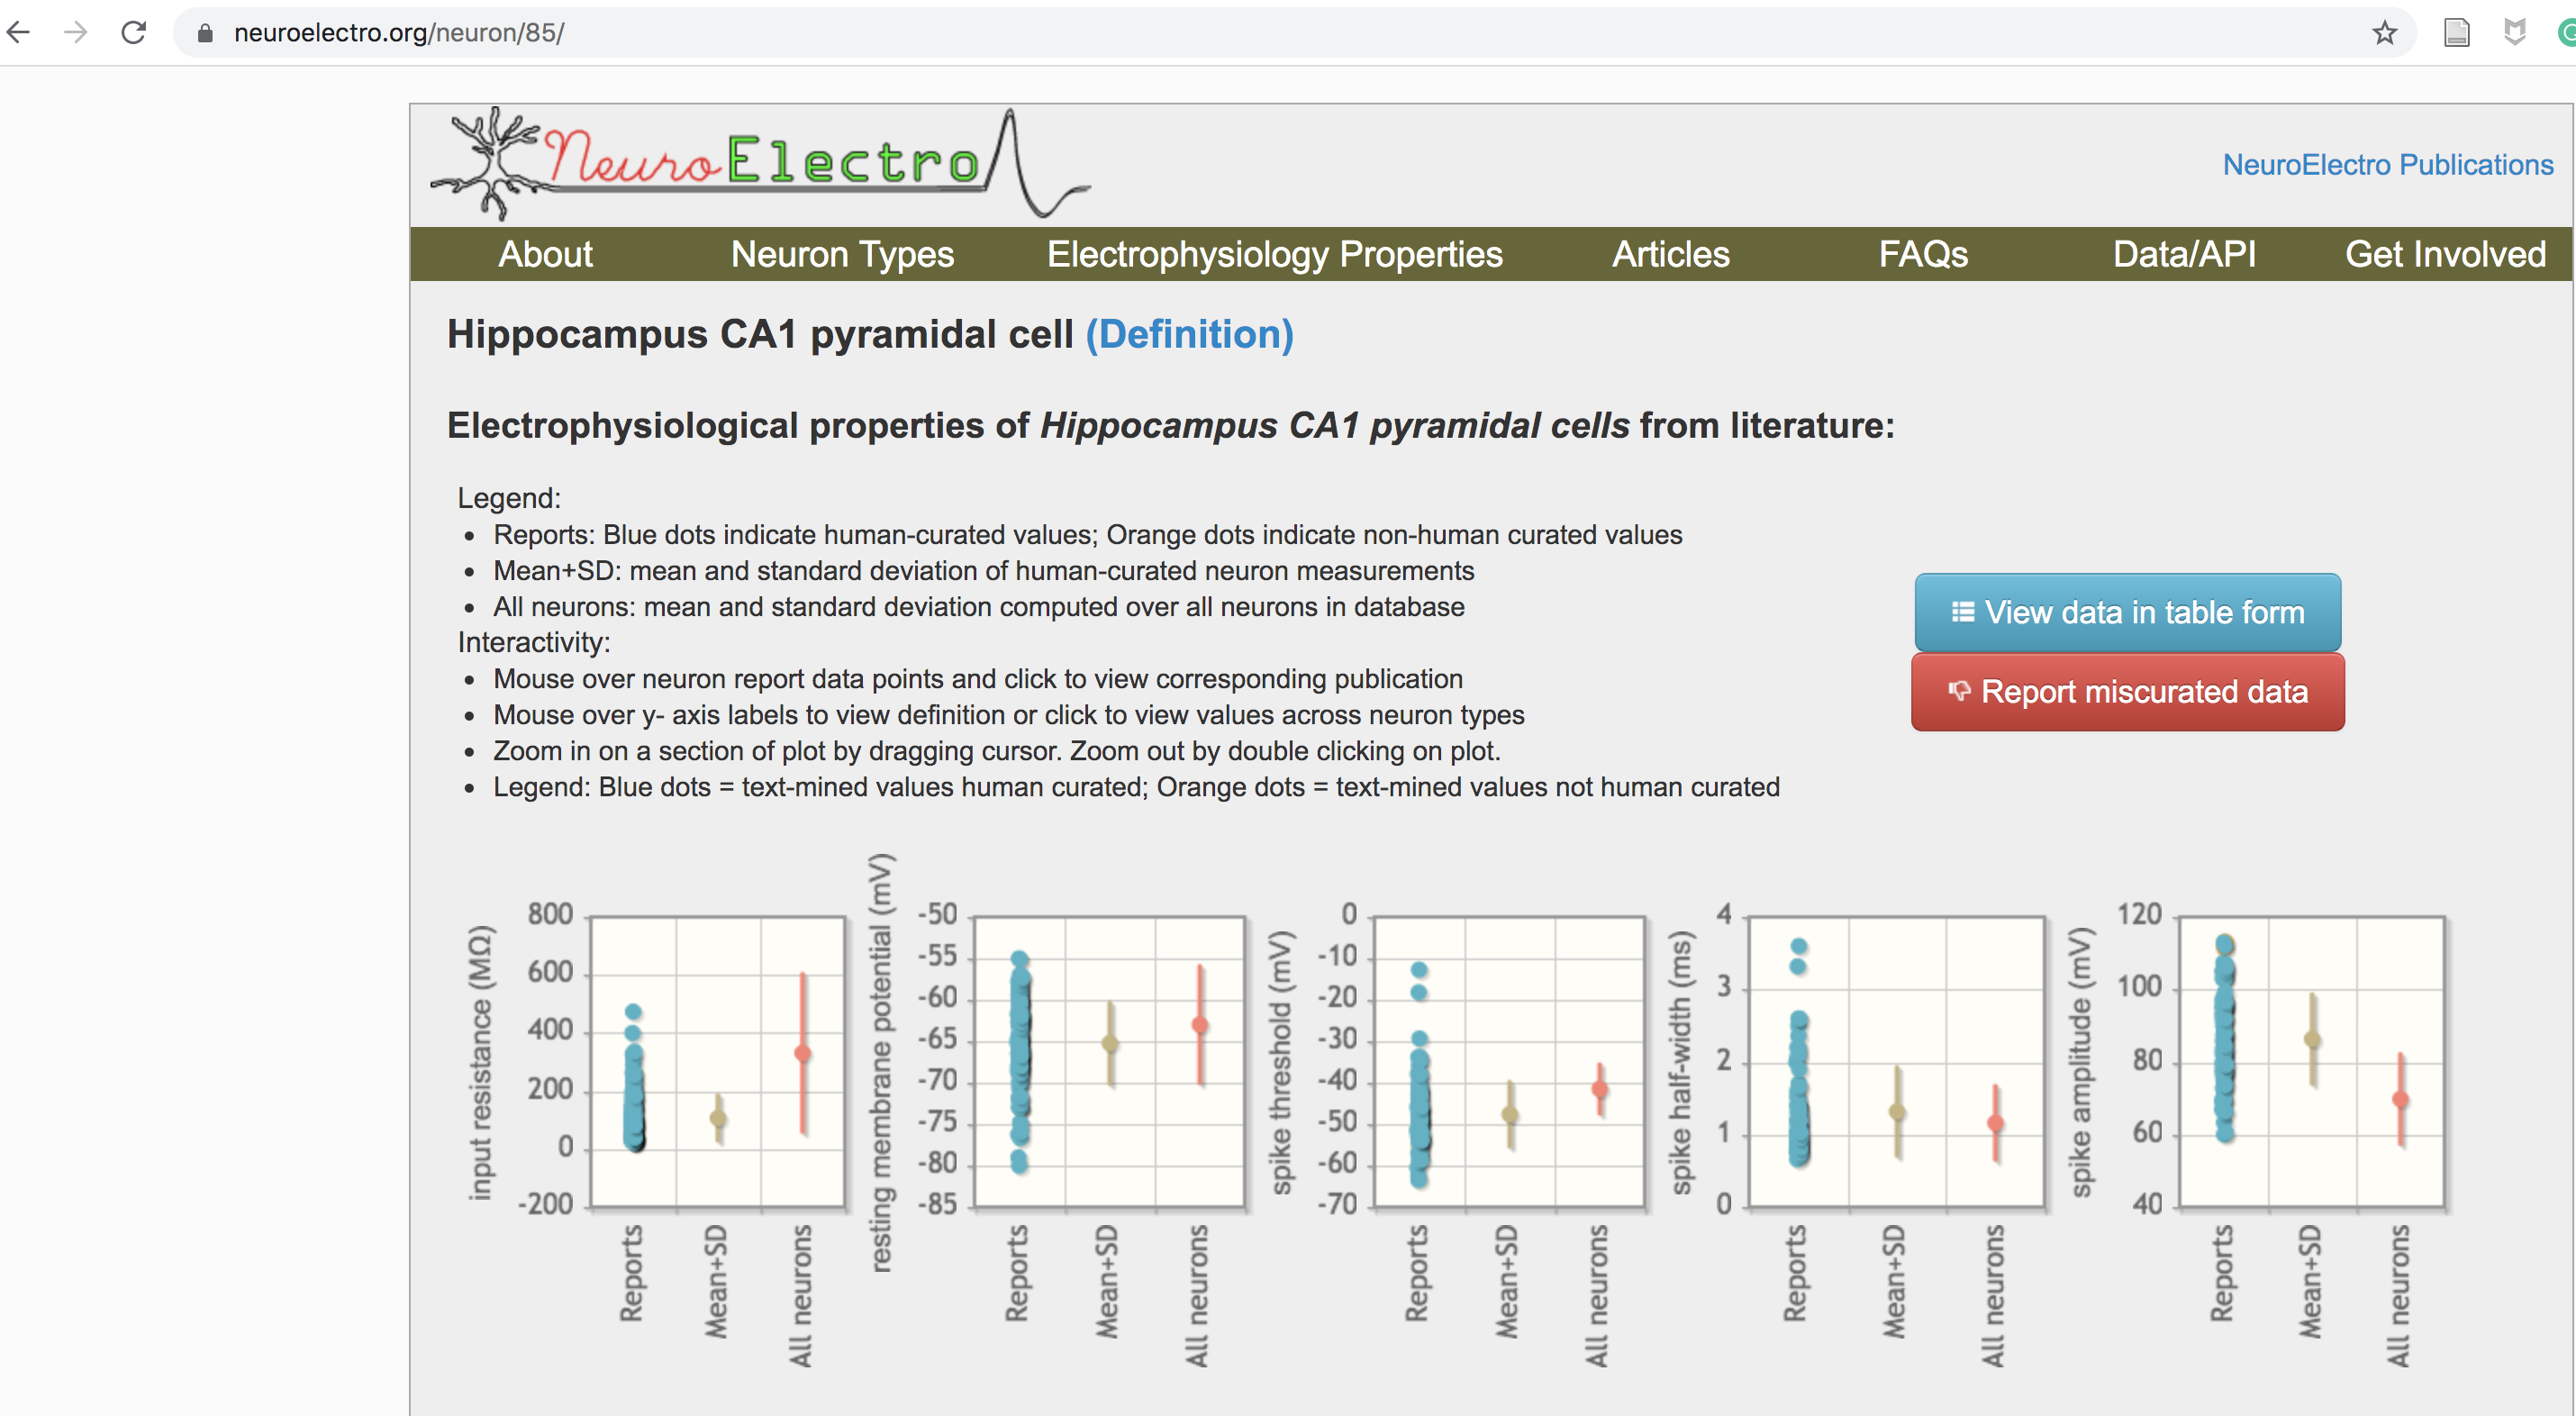 neuroelectro.org/neuron/85/
NeuroElectro
NeuroElectro Publications
About Neuron Types Electrophysiology Properties Articles FAQs Data/API Get Involved
Hippocampus CA1 pyramidal cell (Definition)
Electrophysiological properties of Hippocampus CA1 pyramidal cells from literature:
Legend:
• Reports: Blue dots indicate human-curated values; Orange dots indicate non-human curated values
• Mean+SD: mean and standard deviation of human-curated neuron measurements
• All neurons: mean and standard deviation computed over all neurons in database
Interactivity:
• Mouse over neuron report data points and click to view corresponding publication
• Mouse over y- axis labels to view definition or click to view values across neuron types
• Zoom in on a section of plot by dragging cursor. Zoom out by double clicking on plot.
• Legend: Blue dots = text-mined values human curated; Orange dots = text-mined values not human curated
View data in table form
Report miscurated data
input resistance (MΩ)
800
600
400
200
0
-200
Reports
Mean+SD
All neurons
resting membrane potential (mV)
-50
-55
-60
-65
-70
-75
-80
-85
Reports
Mean+SD
All neurons
spike threshold (mV)
0
-10
-20
-30
-40
-50
-60
-70
Reports
Mean+SD
All neurons
spike half-width (ms)
4
3
2
1
0
Reports
Mean+SD
All neurons
spike amplitude (mV)
120
100
80
60
40
Reports
Mean+SD
All neurons